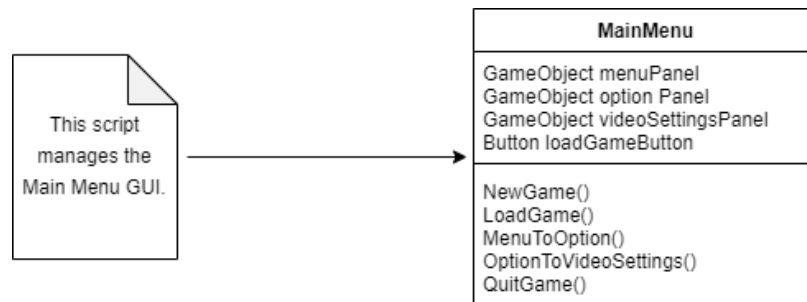 This script
manages the
Main Menu GUI.
MainMenu
GameObject menuPanel
GameObject option Panel
GameObject videoSettingsPanel
Button loadGameButton
NewGame()
LoadGame()
MenuToOption()
OptionToVideoSettings()
QuitGame()